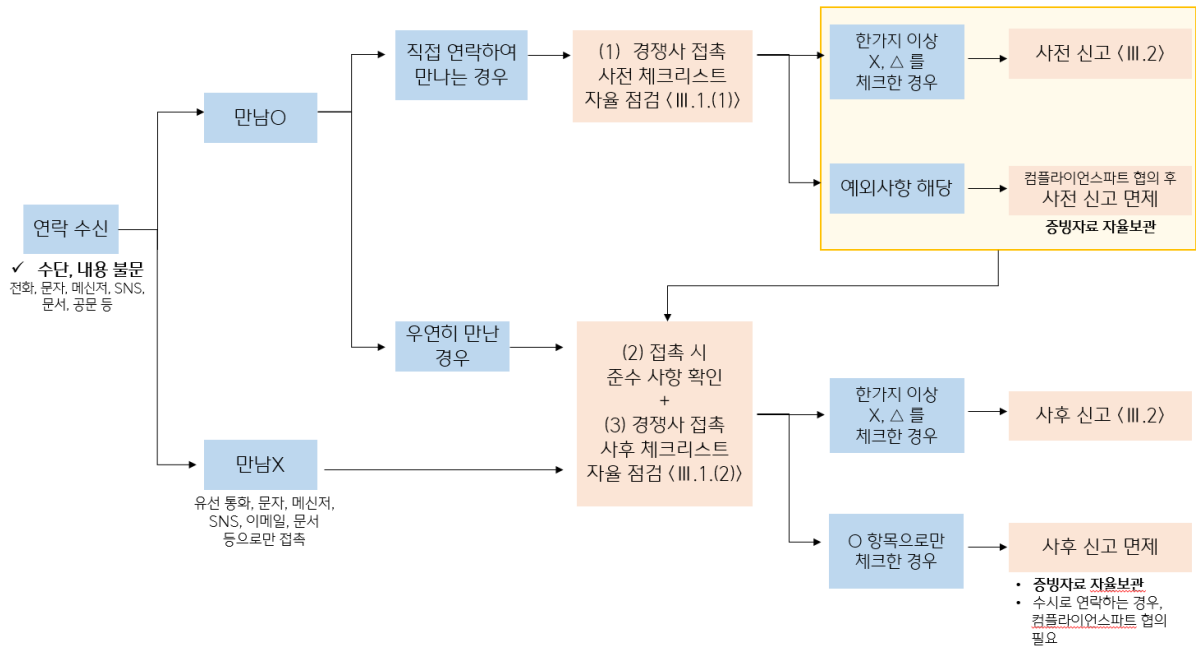 연락 수신
✓ 수단, 내용 불문
전화, 문자, 메신저, SNS,
문서, 공문 등
만남O
만남X
유선 통화, 문자, 메신저,
SNS, 이메일, 문서
등으로만 접촉
직접 연락하여
만나는 경우
우연히 만난
경우
(1) 경쟁사 접촉
사전 체크리스트
자율 점검 〈Ⅲ.1.(1)〉
한가지 이상
X, △ 를
체크한 경우
사전 신고 〈Ⅲ.2〉
예외사항 해당
컴플라이언스파트 협의 후
사전 신고 면제
증빙자료 자율보관
(2) 접촉 시
준수 사항 확인
+
(3) 경쟁사 접촉
사후 체크리스트
자율 점검 〈Ⅲ.1.(2)〉
한가지 이상
X, △ 를
체크한 경우
사후 신고 〈Ⅲ.2〉
O 항목으로만
체크한 경우
사후 신고 면제
• 증빙자료 자율보관
• 수시로 연락하는 경우,
컴플라이언스파트 협의
필요